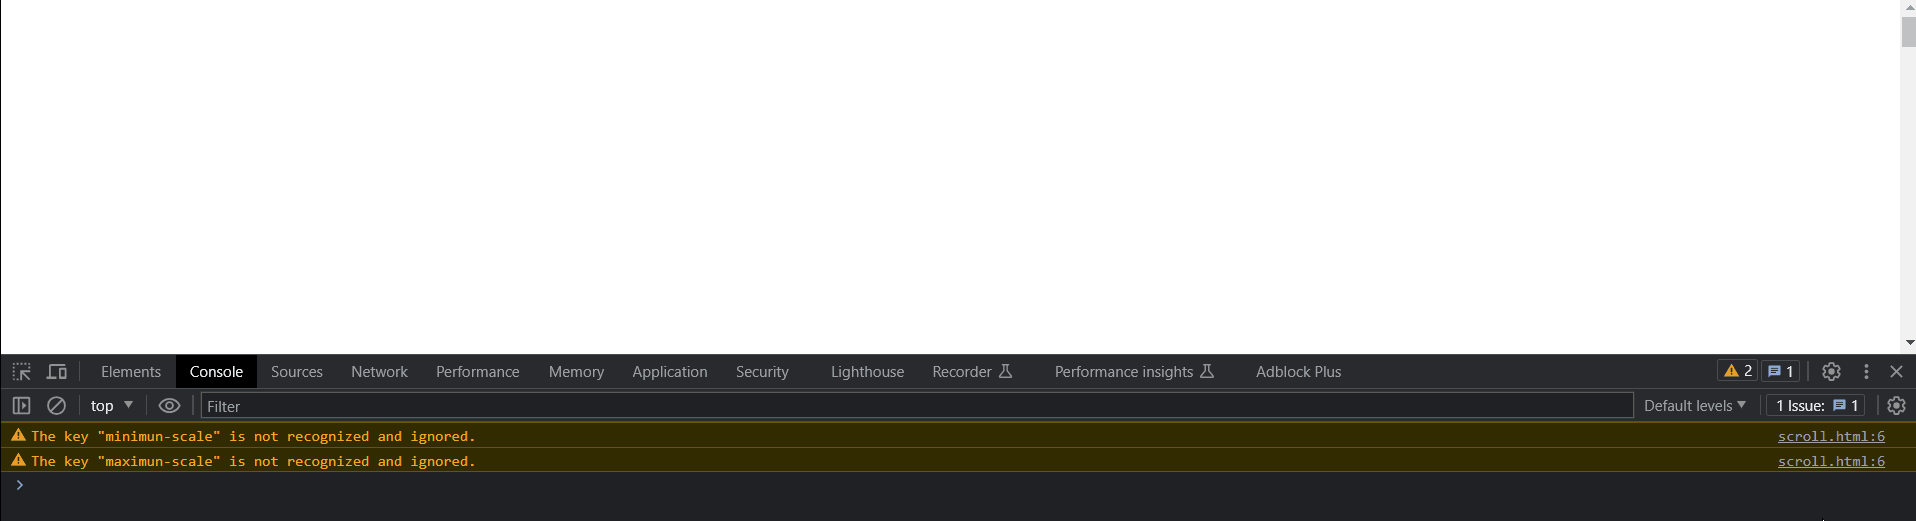 Elements Console Sources Network Performance Memory Application Security Lighthouse Recorder Performance insights Adblock Plus 2 1
top Filter Default levels 1 Issue: 1
The key "minimun-scale" is not recognized and ignored. scroll.html:6
The key "maximun-scale" is not recognized and ignored. scroll.html:6